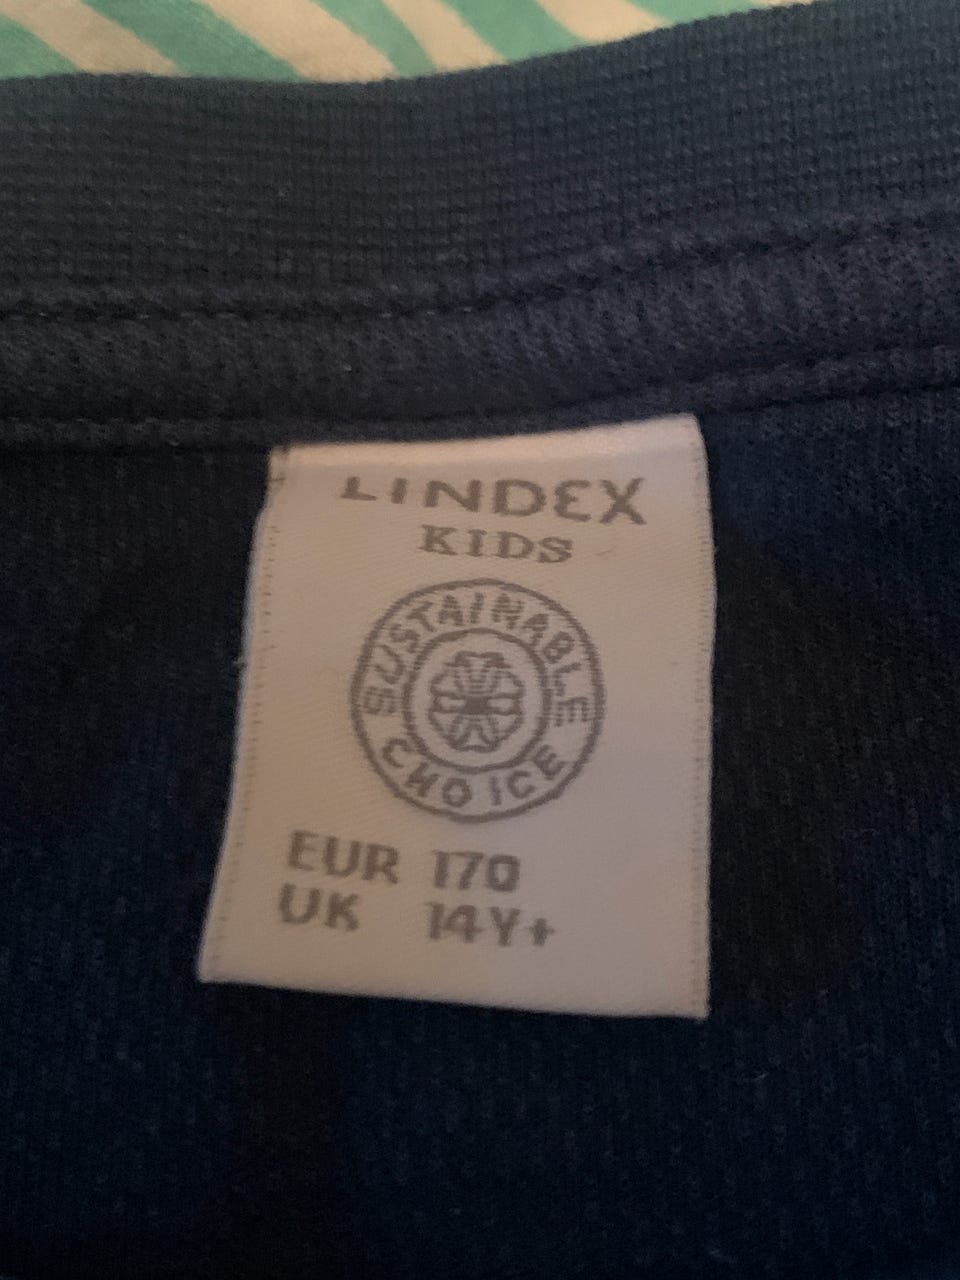 LINDEX
KIDS
SUSTAINABLE
CHOICE
EUR 170
UK 14Y+